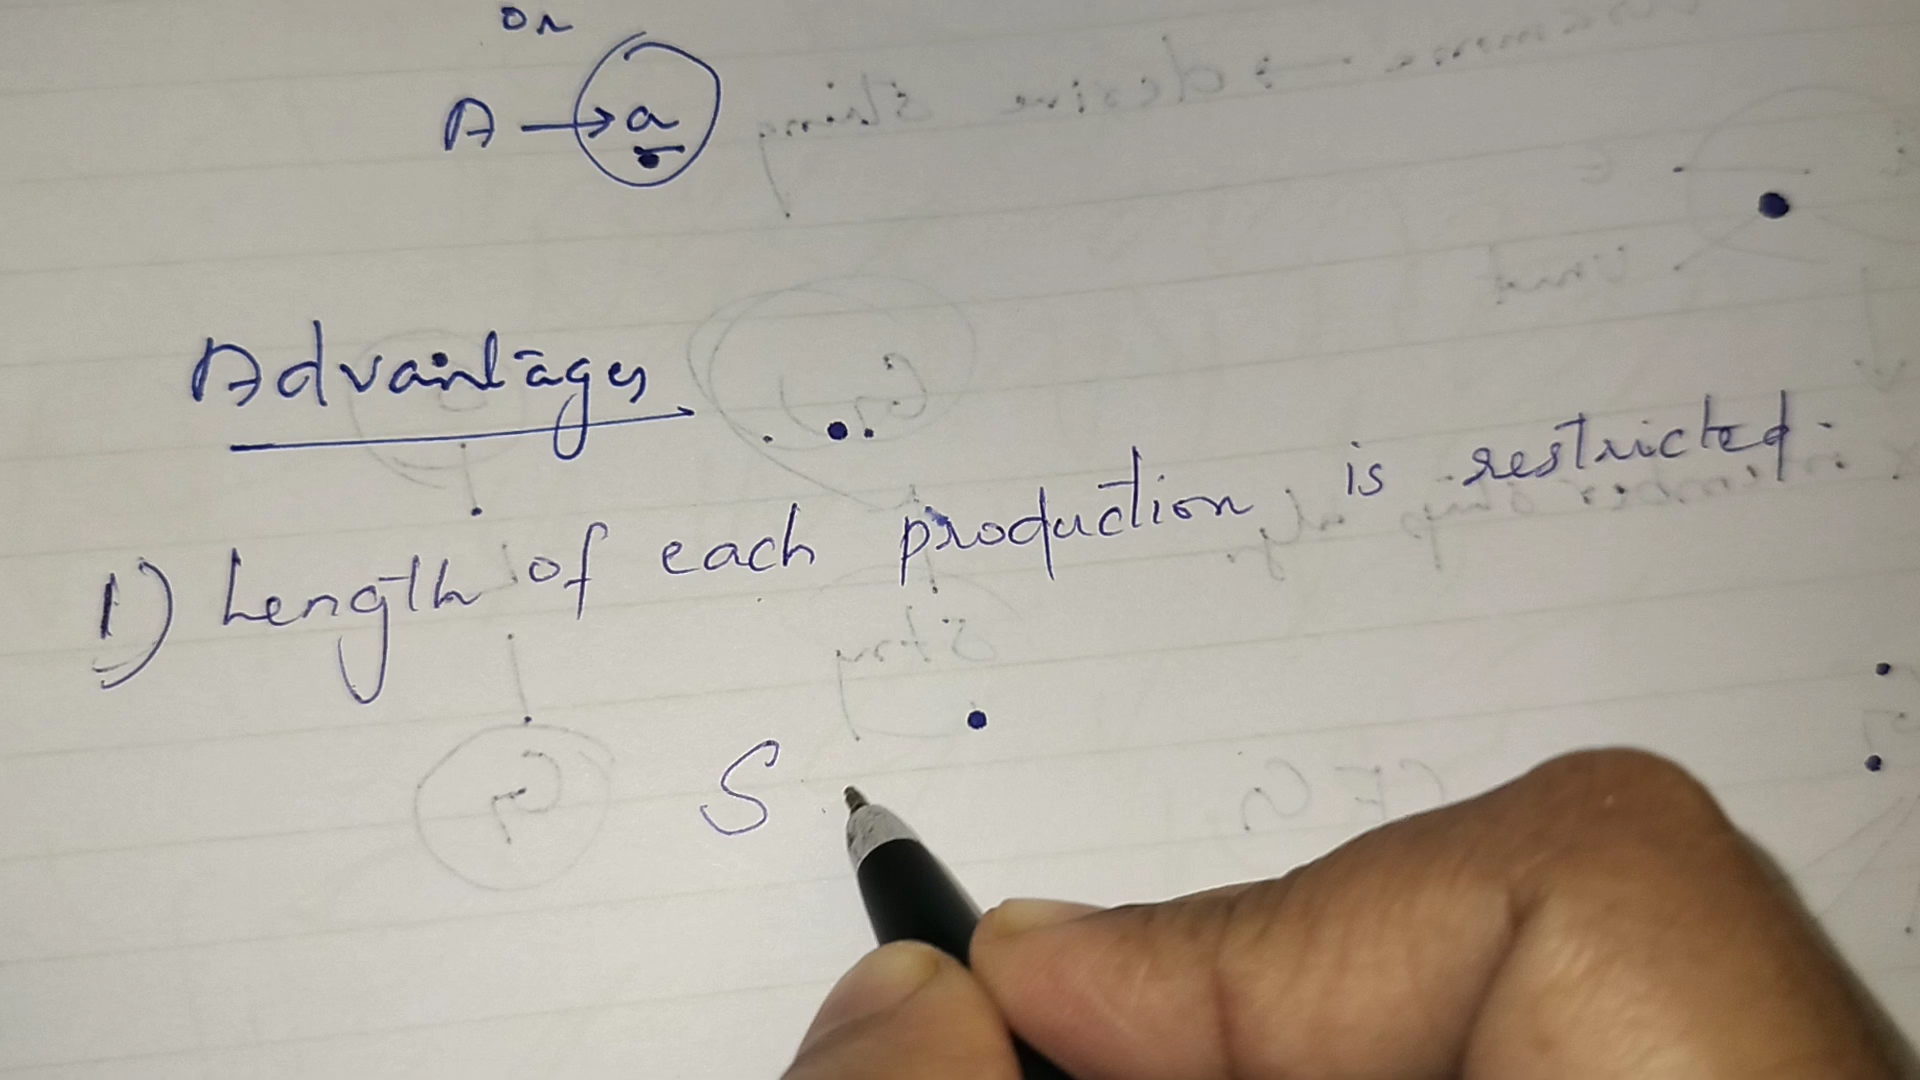 or
A → a
Advantages
1) Length of each production is restricted.
S